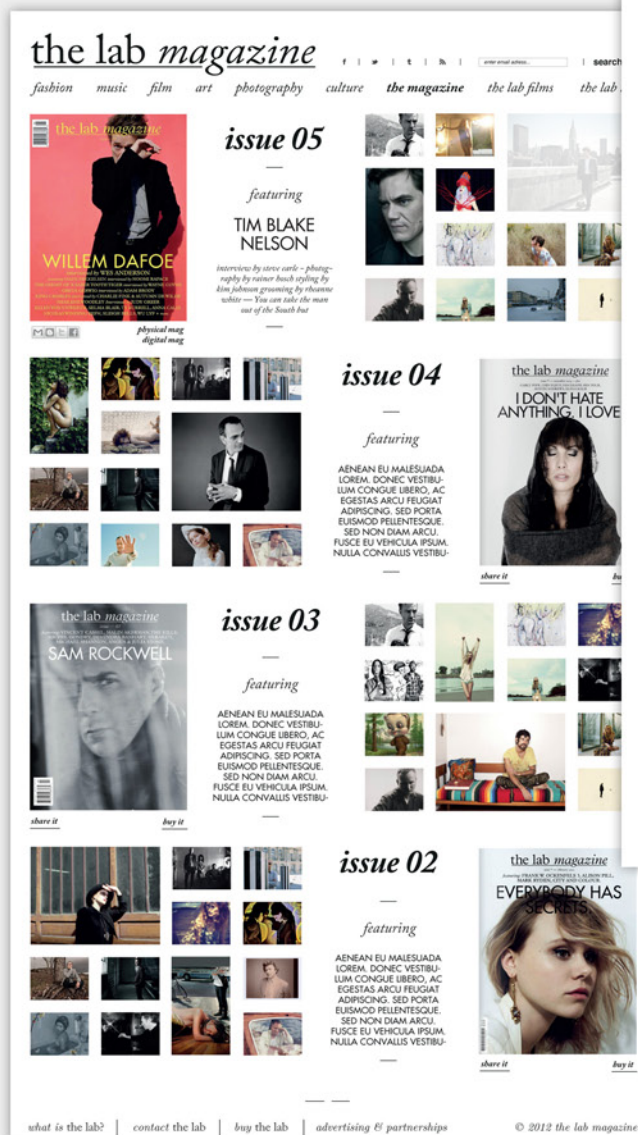 the lab magazine
f | | t | | enter email adress... | search
fashion music film art photography culture the magazine the lab films the lab
the lab magazine
WILLEM DAFOE
interviewed by WES ANDERSON
physical mag
digital mag
issue 05
—
featuring
TIM BLAKE
NELSON
interview by steve earle – photog-
raphy by rainer hosch styling by
kim johnson grooming by rheanne
white — You can take the man
out of the South but
—
issue 04
—
featuring
AENEAN EU MALESUADA
LOREM. DONEC VESTIBU-
LUM CONGUE LIBERO, AC
EGESTAS ARCU FEUGIAT
ADIPISCING. SED PORTA
EUISMOD PELLENTESQUE.
SED NON DIAM ARCU.
FUSCE EU VEHICULA IPSUM.
NULLA CONVALLIS VESTIBU-
—
the lab magazine
I DON'T HATE
ANYTHING, I LOVE
share it bu
the lab magazine
SAM ROCKWELL
share it buy it
issue 03
—
featuring
AENEAN EU MALESUADA
LOREM. DONEC VESTIBU-
LUM CONGUE LIBERO, AC
EGESTAS ARCU FEUGIAT
ADIPISCING. SED PORTA
EUISMOD PELLENTESQUE.
SED NON DIAM ARCU.
FUSCE EU VEHICULA IPSUM.
NULLA CONVALLIS VESTIBU-
—
issue 02
—
featuring
AENEAN EU MALESUADA
LOREM. DONEC VESTIBU-
LUM CONGUE LIBERO, AC
EGESTAS ARCU FEUGIAT
ADIPISCING. SED PORTA
EUISMOD PELLENTESQUE.
SED NON DIAM ARCU.
FUSCE EU VEHICULA IPSUM.
NULLA CONVALLIS VESTIBU-
—
the lab magazine
EVERYBODY HAS
SECRETS.
share it buy it
— —
what is the lab? | contact the lab | buy the lab | advertising & partnerships © 2012 the lab magazine